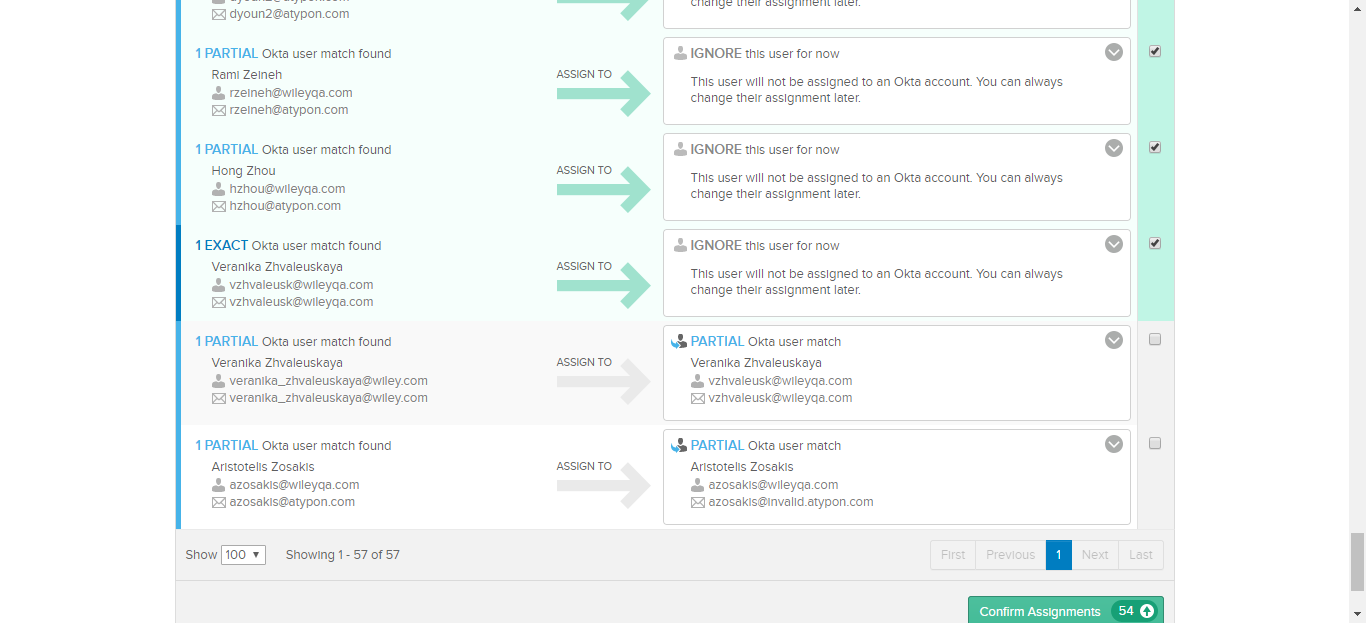 dyoun2@atypon.com
change their assignment later.
1 PARTIAL Okta user match found
Rami Zeineh
rzeineh@wileyqa.com
rzeineh@atypon.com
ASSIGN TO
IGNORE this user for now
This user will not be assigned to an Okta account. You can always
change their assignment later.
1 PARTIAL Okta user match found
Hong Zhou
hzhou@wileyqa.com
hzhou@atypon.com
ASSIGN TO
IGNORE this user for now
This user will not be assigned to an Okta account. You can always
change their assignment later.
1 EXACT Okta user match found
Veranika Zhvaleuskaya
vzhvaleusk@wileyqa.com
vzhvaleusk@wileyqa.com
ASSIGN TO
IGNORE this user for now
This user will not be assigned to an Okta account. You can always
change their assignment later.
1 PARTIAL Okta user match found
Veranika Zhvaleuskaya
veranika_zhvaleuskaya@wiley.com
veranika_zhvaleuskaya@wiley.com
ASSIGN TO
PARTIAL Okta user match
Veranika Zhvaleuskaya
vzhvaleusk@wileyqa.com
vzhvaleusk@wileyqa.com
1 PARTIAL Okta user match found
Aristotelis Zosakis
azosakis@wileyqa.com
azosakis@atypon.com
ASSIGN TO
PARTIAL Okta user match
Aristotelis Zosakis
azosakis@wileyqa.com
azosakis@invalid.atypon.com
Show 100 Showing 1 - 57 of 57
First Previous 1 Next Last
Confirm Assignments 54